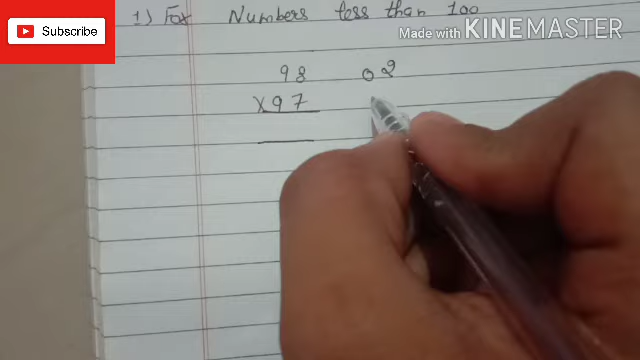 Subscribe
Made with KINEMASTER
1) For Numbers less than 100
98 02
X97